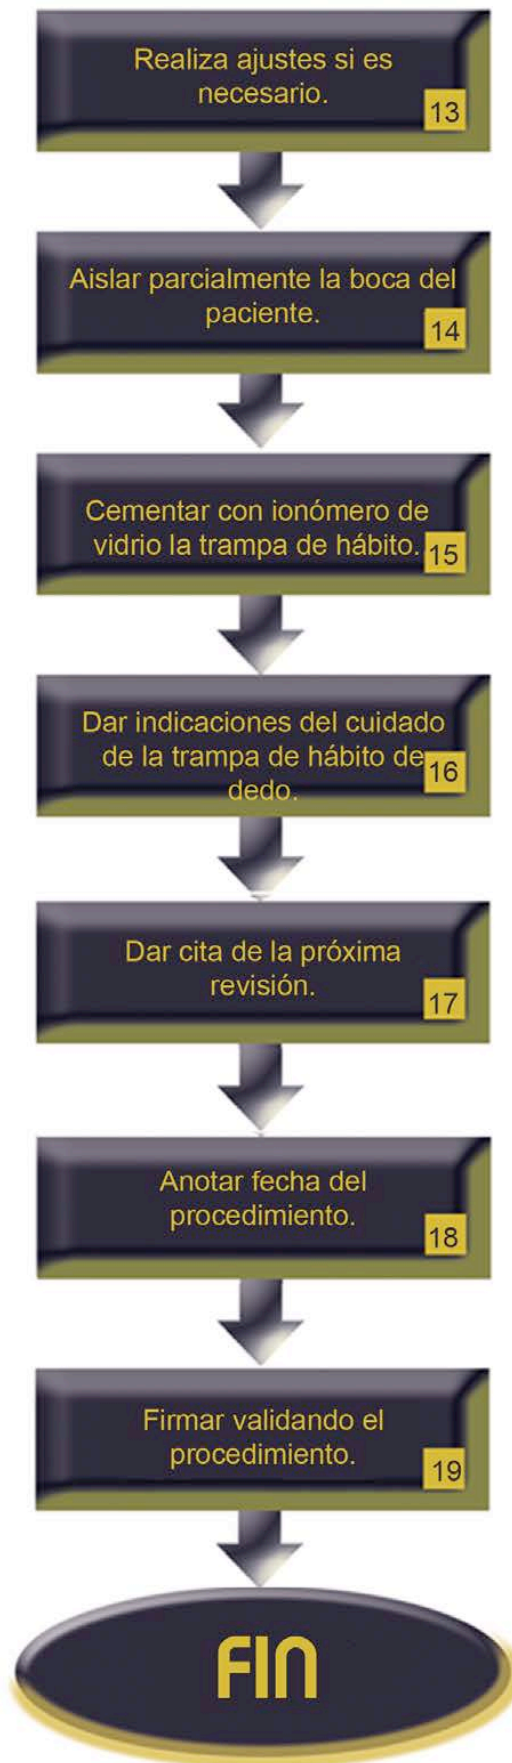 Realiza ajustes si es
necesario.
13
Aislar parcialmente la boca del
paciente.
14
Cementar con ionómero de
vidrio la trampa de hábito.
15
Dar indicaciones del cuidado
de la trampa de hábito de
16
dedo.
Dar cita de la próxima
revisión.
17
Anotar fecha del
procedimiento.
18
Firmar validando el
procedimiento.
19
FIN